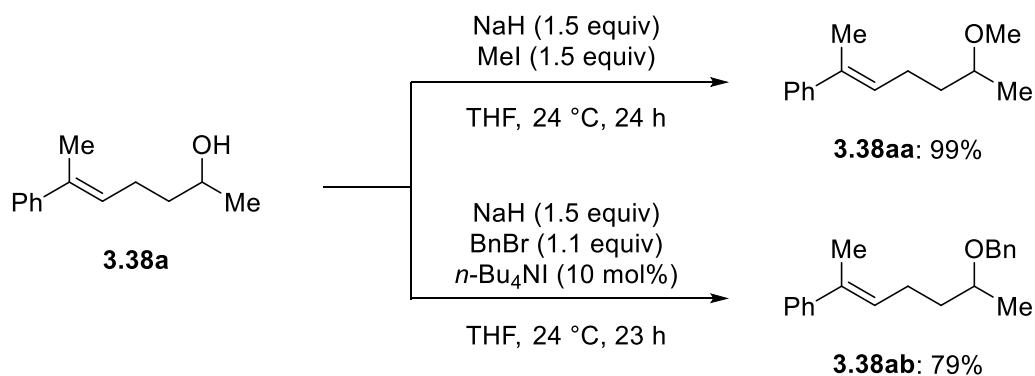 Me
OH
Ph
Me
3.38a
NaH (1.5 equiv)
MeI (1.5 equiv)
THF, 24 °C, 24 h
Me
OMe
Ph
Me
3.38aa: 99%
NaH (1.5 equiv)
BnBr (1.1 equiv)
n-Bu4NI (10 mol%)
THF, 24 °C, 23 h
Me
OBn
Ph
Me
3.38ab: 79%